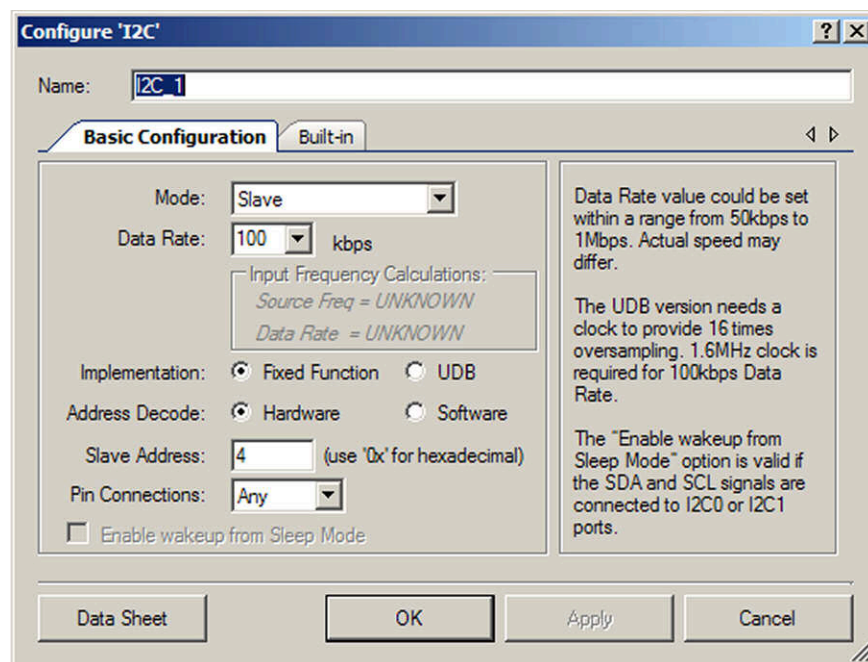 Configure 'I2C'
Name: I2C_1
Basic Configuration Built-in
Mode: Slave
Data Rate: 100 kbps
Input Frequency Calculations:
Source Freq = UNKNOWN
Data Rate = UNKNOWN
Implementation: Fixed Function UDB
Address Decode: Hardware Software
Slave Address: 4 (use '0x' for hexadecimal)
Pin Connections: Any
Enable wakeup from Sleep Mode
Data Rate value could be set
within a range from 50kbps to
1Mbps. Actual speed may
differ.
The UDB version needs a
clock to provide 16 times
oversampling. 1.6MHz clock is
required for 100kbps Data
Rate.
The "Enable wakeup from
Sleep Mode" option is valid if
the SDA and SCL signals are
connected to I2C0 or I2C1
ports.
Data Sheet OK Apply Cancel